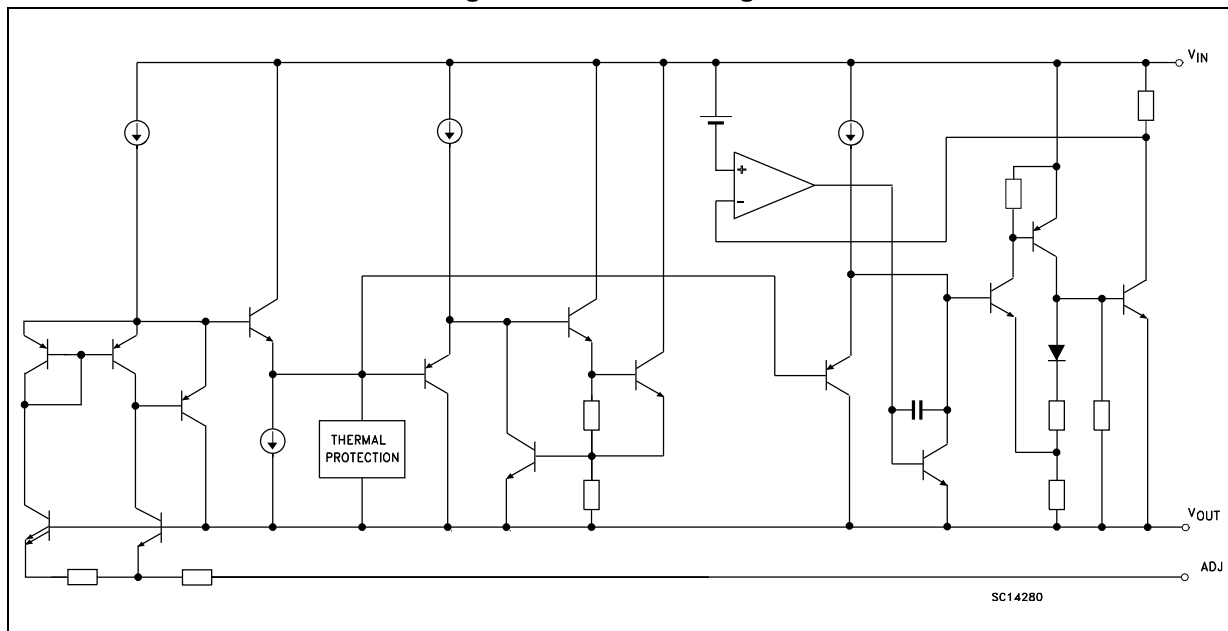 V_IN
+
-
THERMAL
PROTECTION
V_OUT
ADJ
SC14280